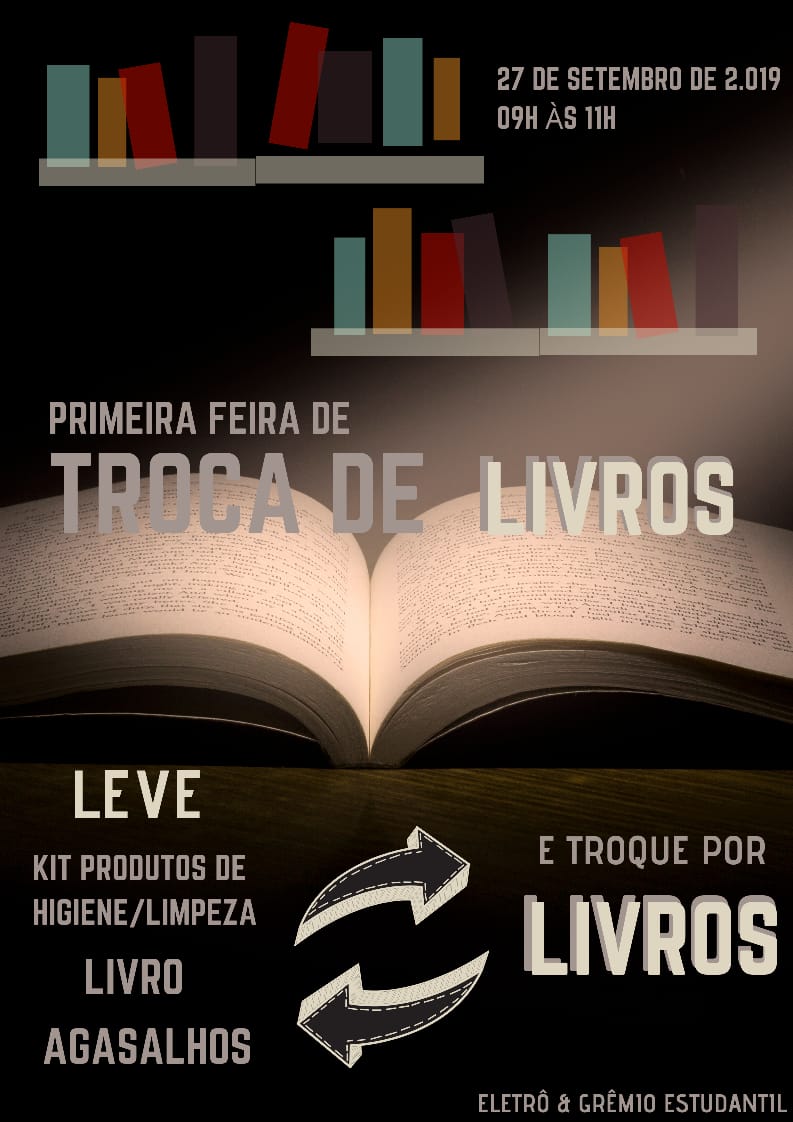 27 DE SETEMBRO DE 2.019
09H ÀS 11H
PRIMEIRA FEIRA DE
TROCA DE LIVROS
LEVE
KIT PRODUTOS DE
HIGIENE/LIMPEZA
LIVRO
AGASALHOS
E TROQUE POR
LIVROS
ELETRÔ & GRÊMIO ESTUDANTIL